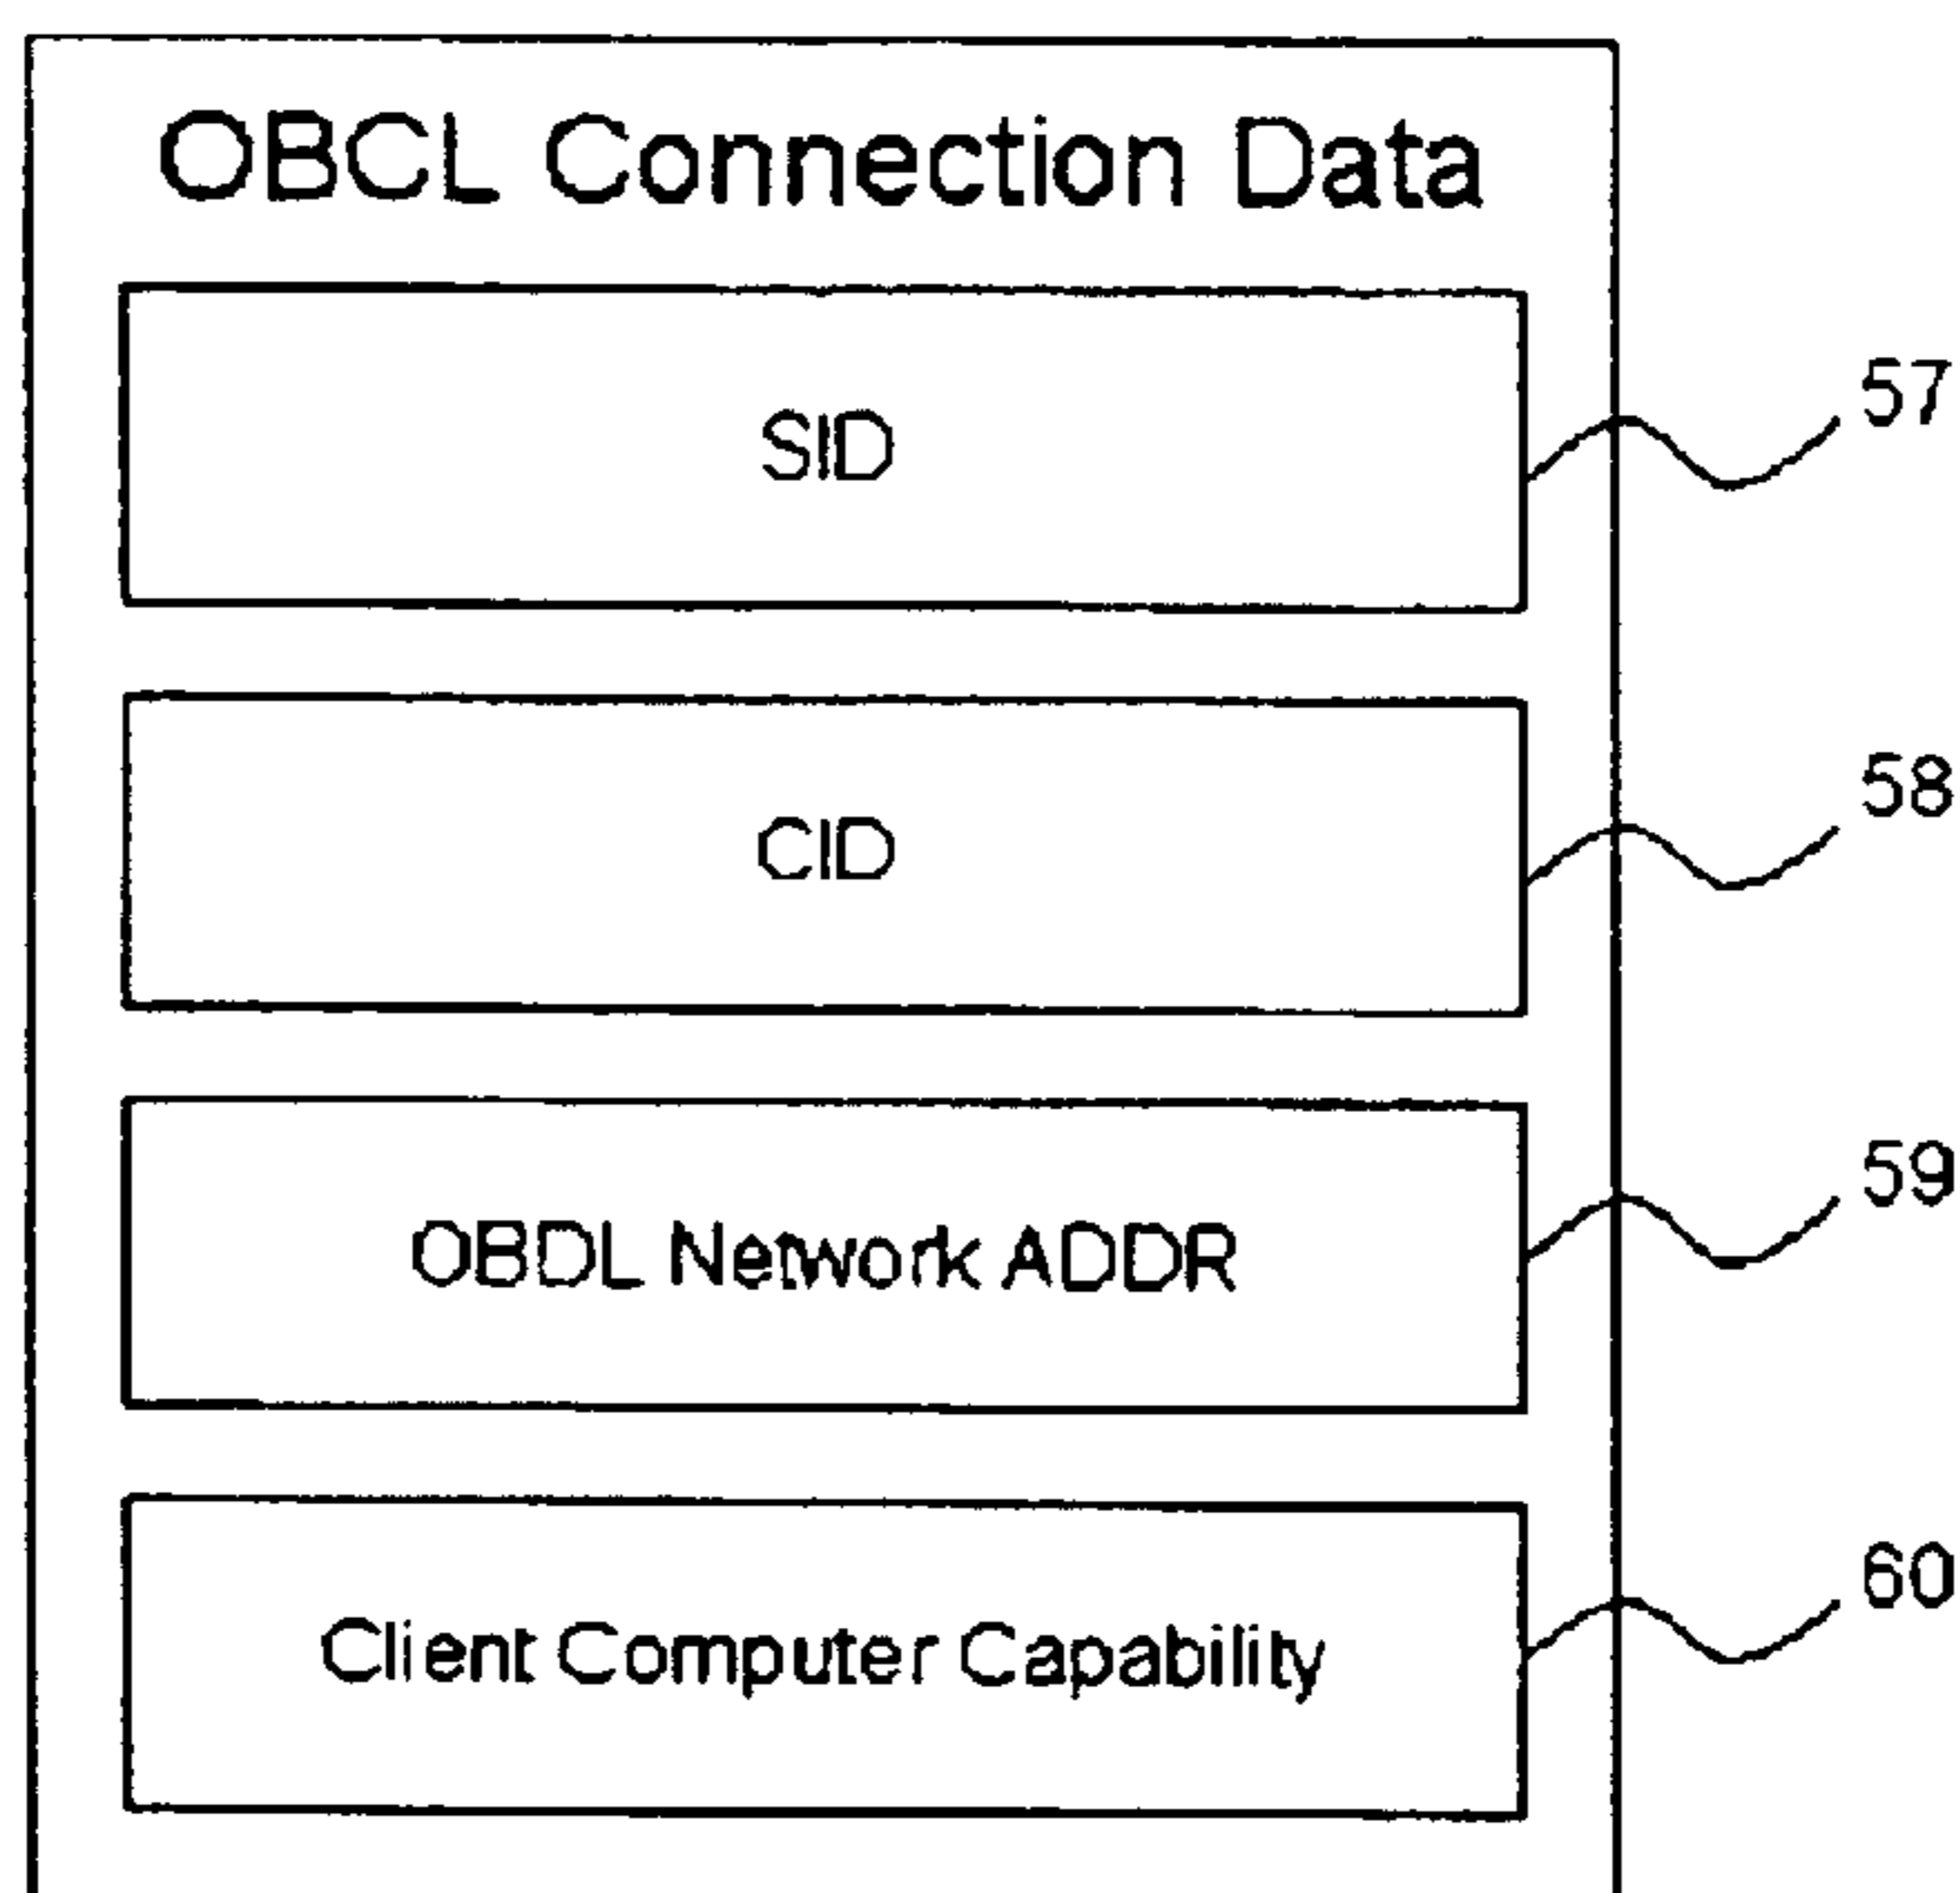 OBCL Connection Data
SID
57
CID
58
OBDL Network ADDR
59
Client Computer Capability
60